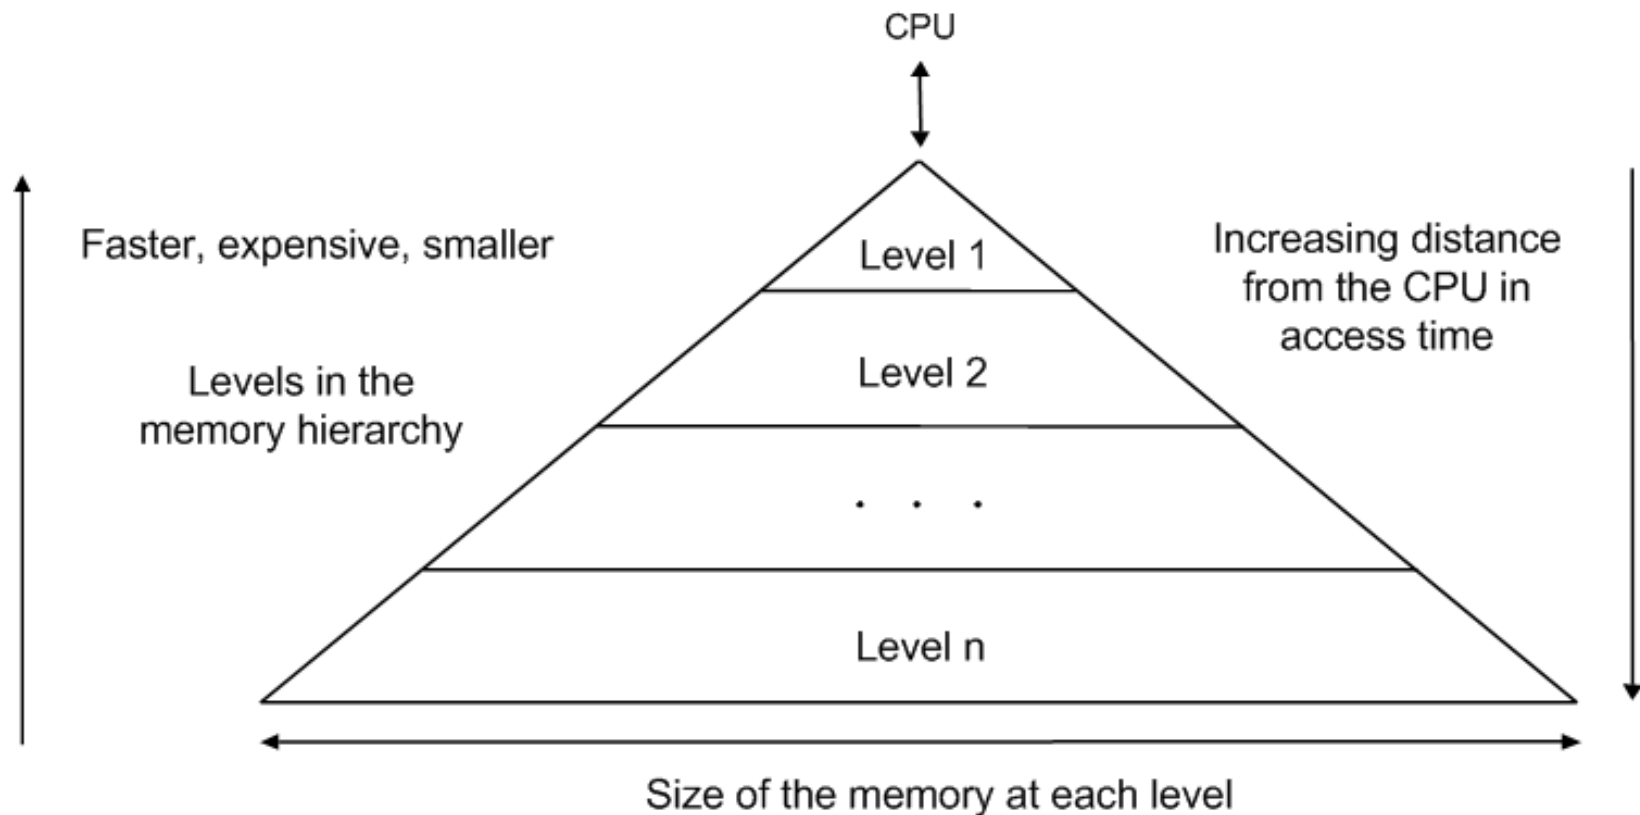 CPU
Faster, expensive, smaller
Levels in the
memory hierarchy
Level 1
Level 2
. . .
Level n
Increasing distance
from the CPU in
access time
Size of the memory at each level